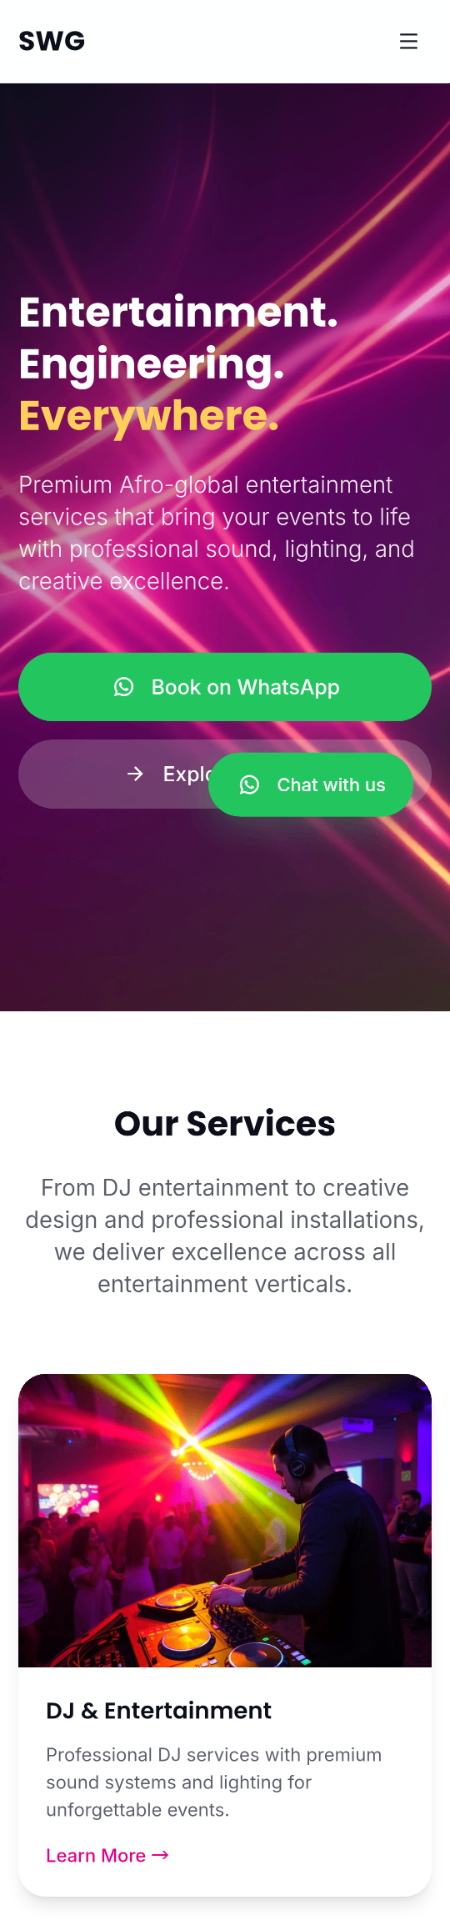 SWG
Entertainment.
Engineering.
Everywhere.
Premium Afro-global entertainment
services that bring your events to life
with professional sound, lighting, and
creative excellence.
Book on WhatsApp
Chat with us
Our Services
From DJ entertainment to creative
design and professional installations,
we deliver excellence across all
entertainment verticals.
DJ & Entertainment
Professional DJ services with premium
sound systems and lighting for
unforgettable events.
Learn More →